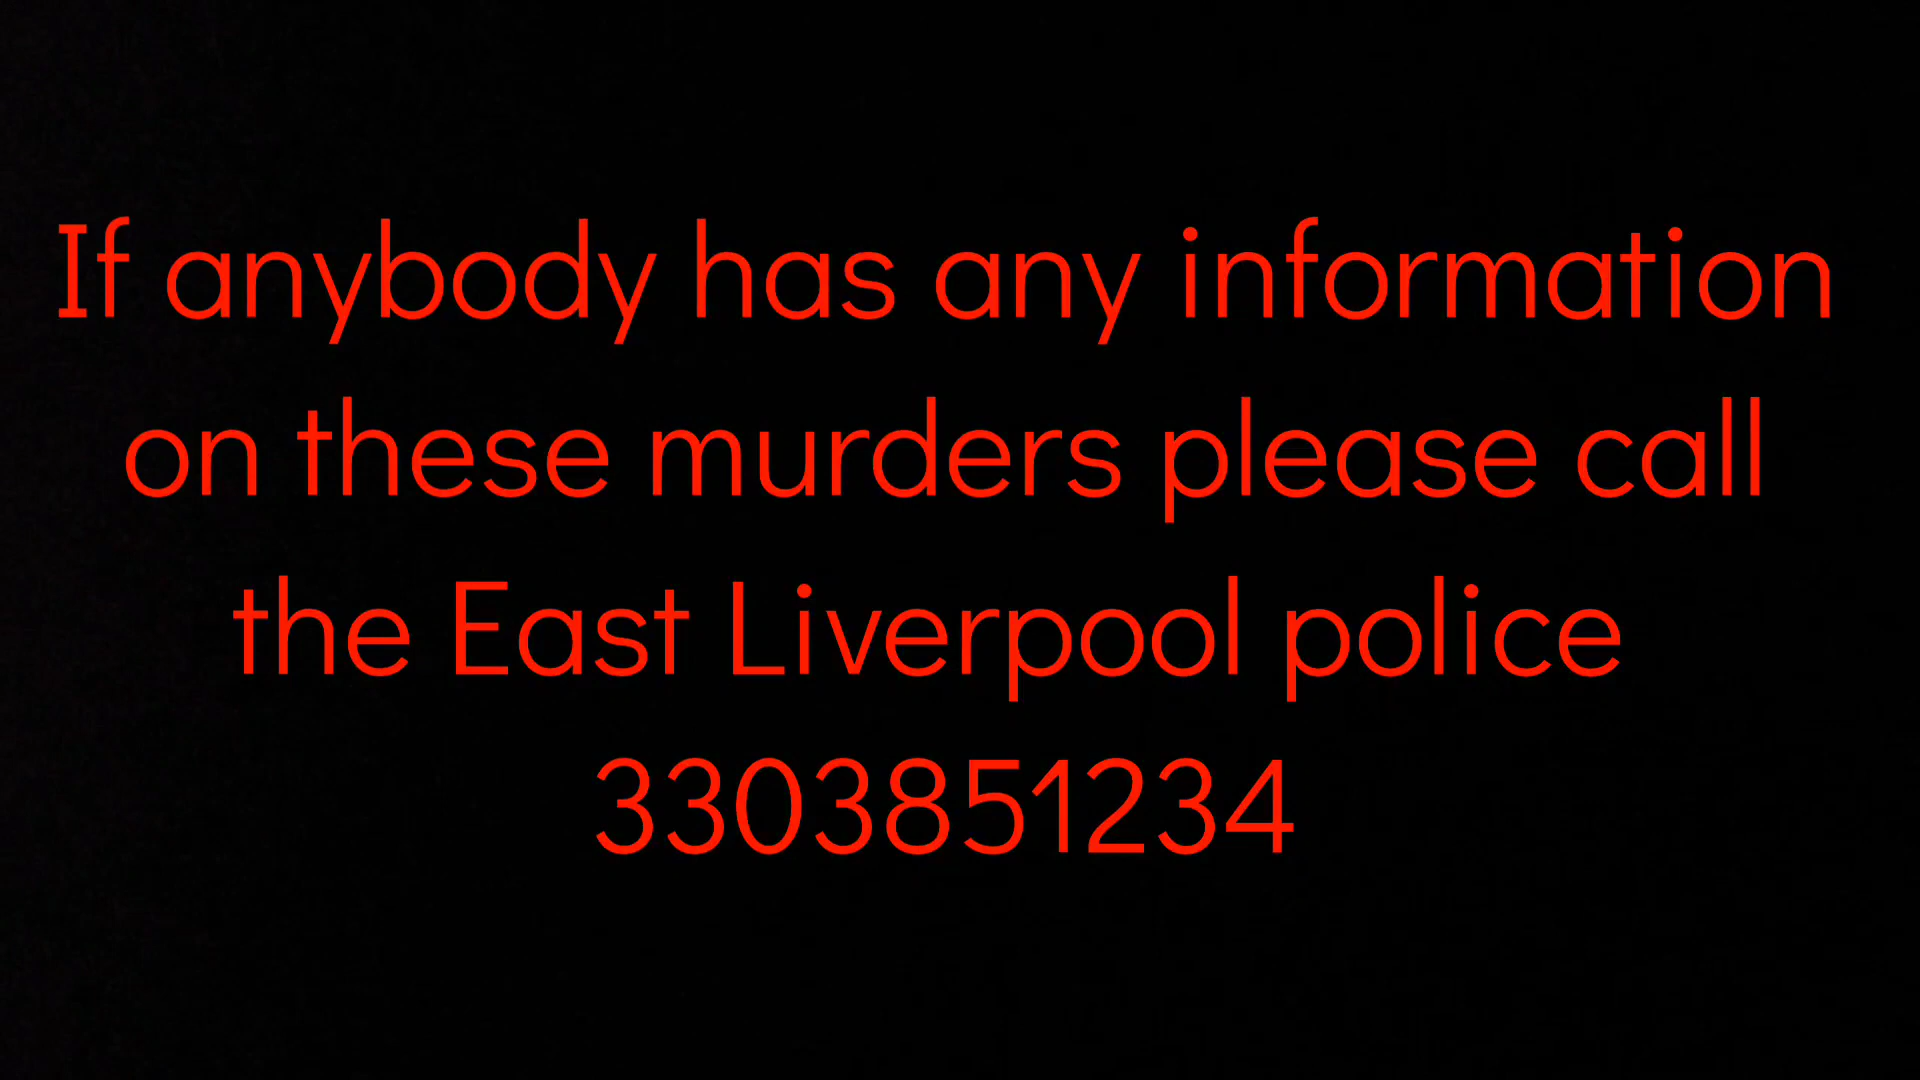 If anybody has any information
on these murders please call
the East Liverpool police
3303851234